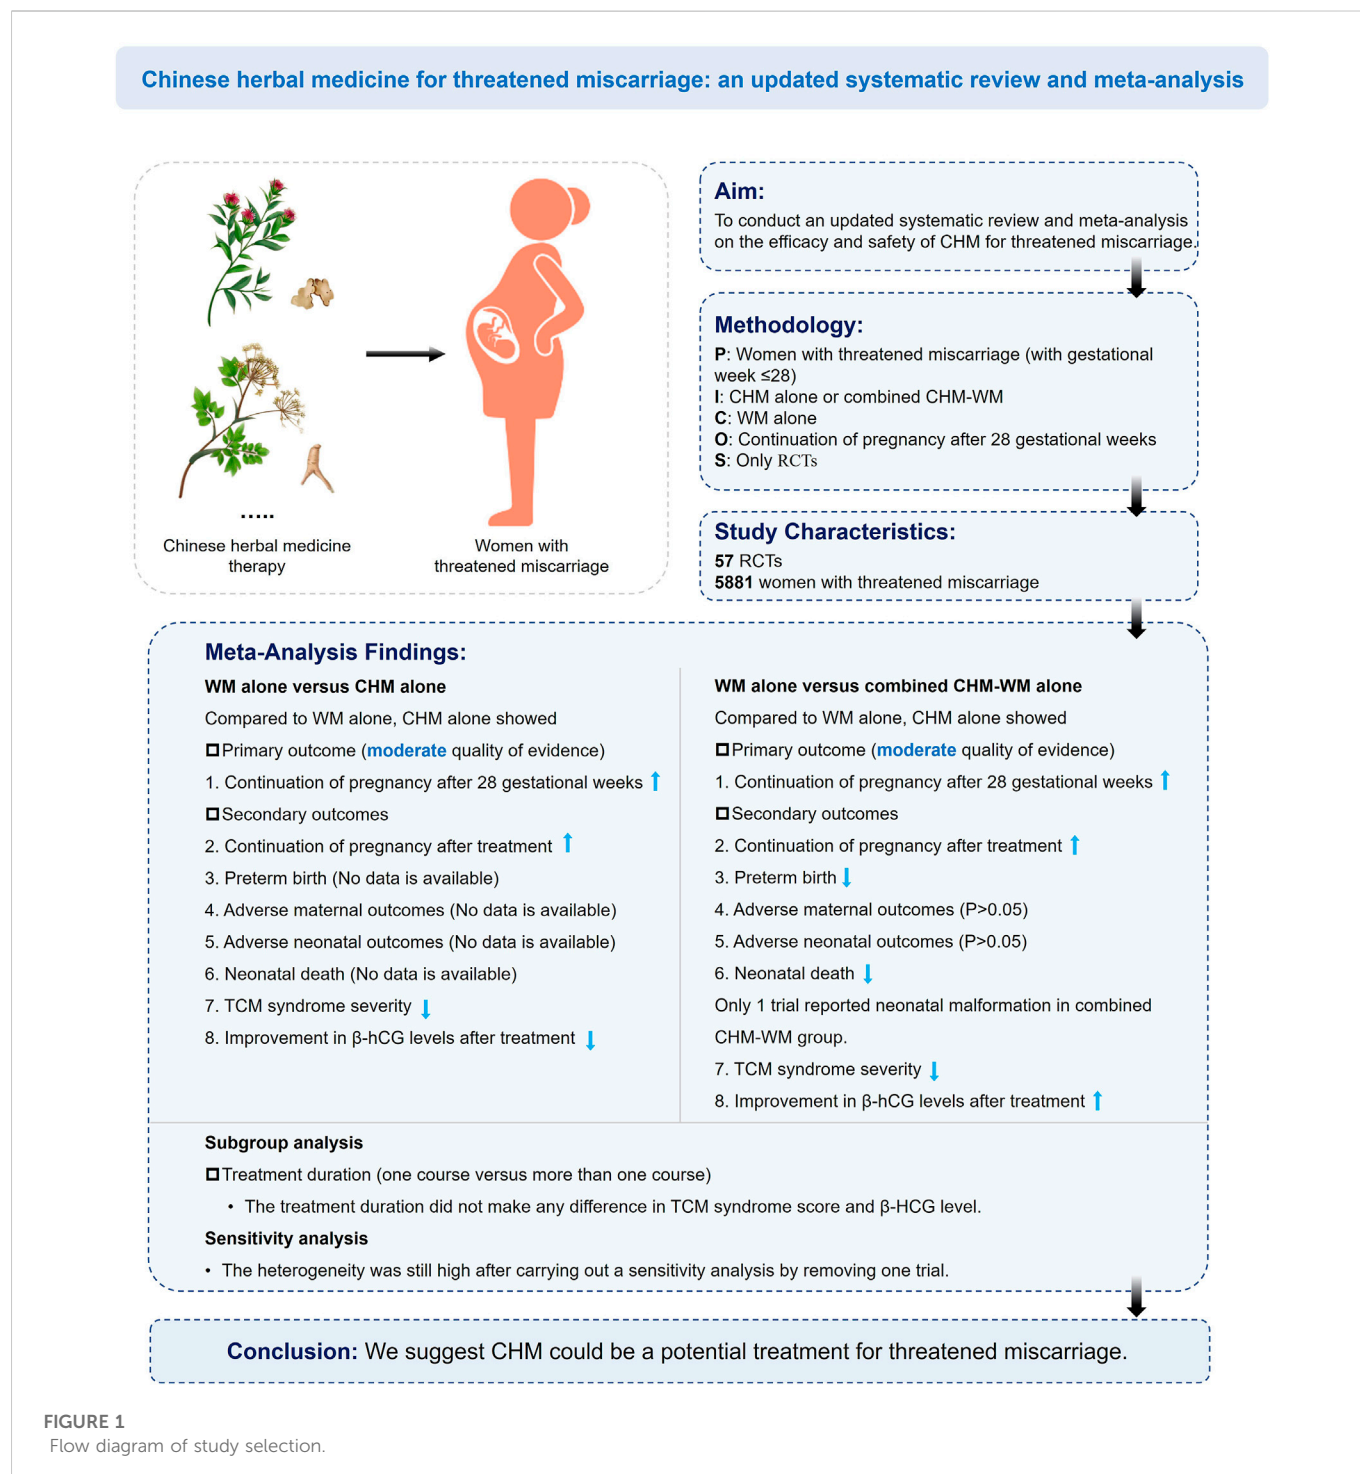 Chinese herbal medicine for threatened miscarriage: an updated systematic review and meta-analysis
.....
Chinese herbal medicine
therapy
Women with
threatened miscarriage
Aim:
To conduct an updated systematic review and meta-analysis
on the efficacy and safety of CHM for threatened miscarriage.
Methodology:
P: Women with threatened miscarriage (with gestational
week ≤28)
I: CHM alone or combined CHM-WM
C: WM alone
O: Continuation of pregnancy after 28 gestational weeks
S: Only RCTs
Study Characteristics:
57 RCTs
5881 women with threatened miscarriage
Meta-Analysis Findings:
WM alone versus CHM alone
Compared to WM alone, CHM alone showed
Primary outcome (moderate quality of evidence)
1. Continuation of pregnancy after 28 gestational weeks ↑
Secondary outcomes
2. Continuation of pregnancy after treatment ↑
3. Preterm birth (No data is available)
4. Adverse maternal outcomes (No data is available)
5. Adverse neonatal outcomes (No data is available)
6. Neonatal death (No data is available)
7. TCM syndrome severity ↓
8. Improvement in β-hCG levels after treatment ↓
WM alone versus combined CHM-WM alone
Compared to WM alone, CHM alone showed
Primary outcome (moderate quality of evidence)
1. Continuation of pregnancy after 28 gestational weeks ↑
Secondary outcomes
2. Continuation of pregnancy after treatment ↑
3. Preterm birth ↓
4. Adverse maternal outcomes (P>0.05)
5. Adverse neonatal outcomes (P>0.05)
6. Neonatal death ↓
Only 1 trial reported neonatal malformation in combined
CHM-WM group.
7. TCM syndrome severity ↓
8. Improvement in β-hCG levels after treatment ↑
Subgroup analysis
Treatment duration (one course versus more than one course)
• The treatment duration did not make any difference in TCM syndrome score and β-HCG level.
Sensitivity analysis
• The heterogeneity was still high after carrying out a sensitivity analysis by removing one trial.
Conclusion: We suggest CHM could be a potential treatment for threatened miscarriage.
FIGURE 1
Flow diagram of study selection.